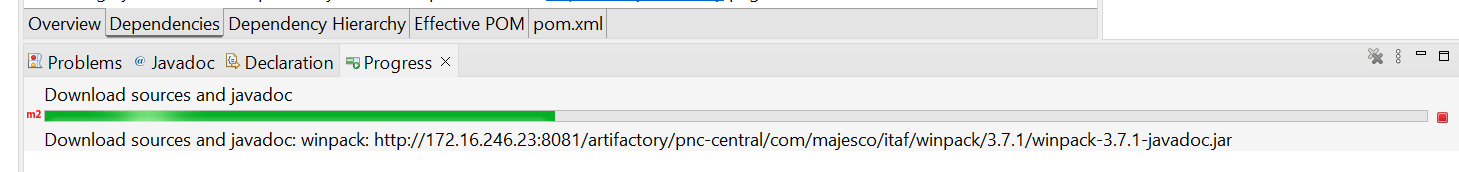 Overview Dependencies Dependency Hierarchy Effective POM pom.xml
Problems @ Javadoc Declaration Progress
Download sources and javadoc
m2
Download sources and javadoc: winpack: http://172.16.246.23:8081/artifactory/pnc-central/com/majesco/itaf/winpack/3.7.1/winpack-3.7.1-javadoc.jar